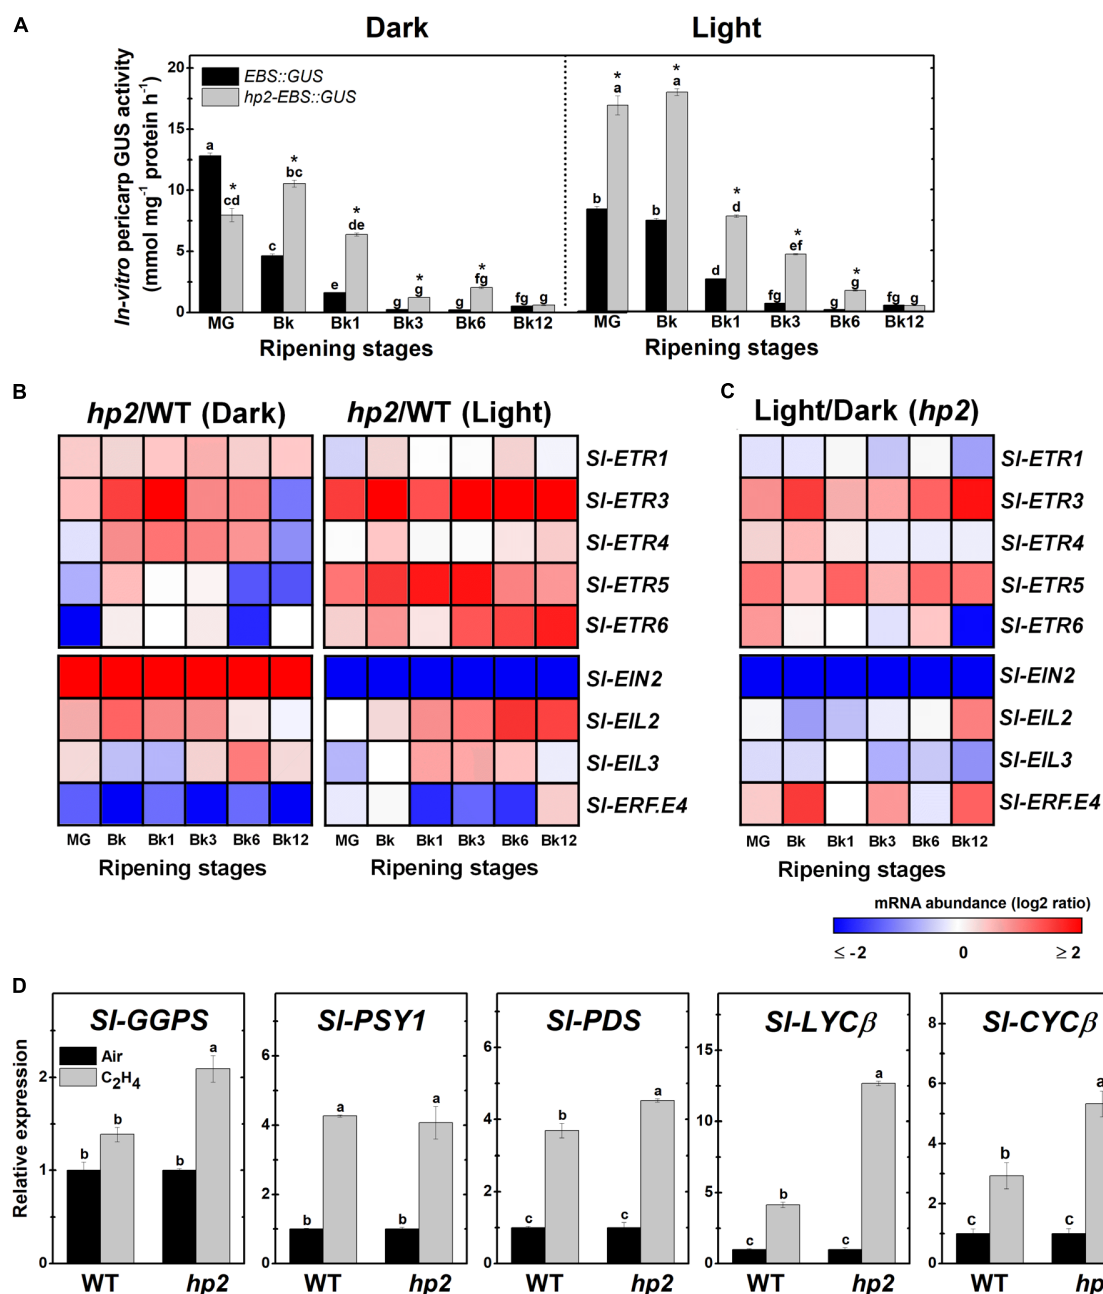 A
Dark
Light
In-vitro pericarp GUS activity
(mmol mg-1 protein h-1)
20
15
10
5
0
EBS::GUS
hp2-EBS::GUS
a
*
cd
c
*
bc
e
*
de
g
*
g
g
*
fg
fg
g
b
*
a
b
*
a
d
*
d
fg
*
ef
g
*
g
fg
g
MG Bk Bk1 Bk3 Bk6 Bk12
MG Bk Bk1 Bk3 Bk6 Bk12
Ripening stages
Ripening stages
B
hp2/WT (Dark)
hp2/WT (Light)
Sl-ETR1
Sl-ETR3
Sl-ETR4
Sl-ETR5
Sl-ETR6
Sl-EIN2
Sl-EIL2
Sl-EIL3
Sl-ERF.E4
MG Bk Bk1 Bk3 Bk6 Bk12
MG Bk Bk1 Bk3 Bk6 Bk12
Ripening stages
Ripening stages
C
Light/Dark (hp2)
Sl-ETR1
Sl-ETR3
Sl-ETR4
Sl-ETR5
Sl-ETR6
Sl-EIN2
Sl-EIL2
Sl-EIL3
Sl-ERF.E4
MG Bk Bk1 Bk3 Bk6 Bk12
Ripening stages
mRNA abundance (log2 ratio)
≤ -2 0 ≥ 2
D
Relative expression
Sl-GGPS
Air
C2H4
2
1
0
b
b
b
a
WT hp2
Sl-PSY1
6
4
2
0
b
a
b
a
WT hp2
Sl-PDS
6
4
2
0
c
b
c
a
WT hp2
Sl-LYCβ
15
10
5
0
c
b
c
a
WT hp2
Sl-CYCβ
8
6
4
2
0
c
b
c
a
WT hp